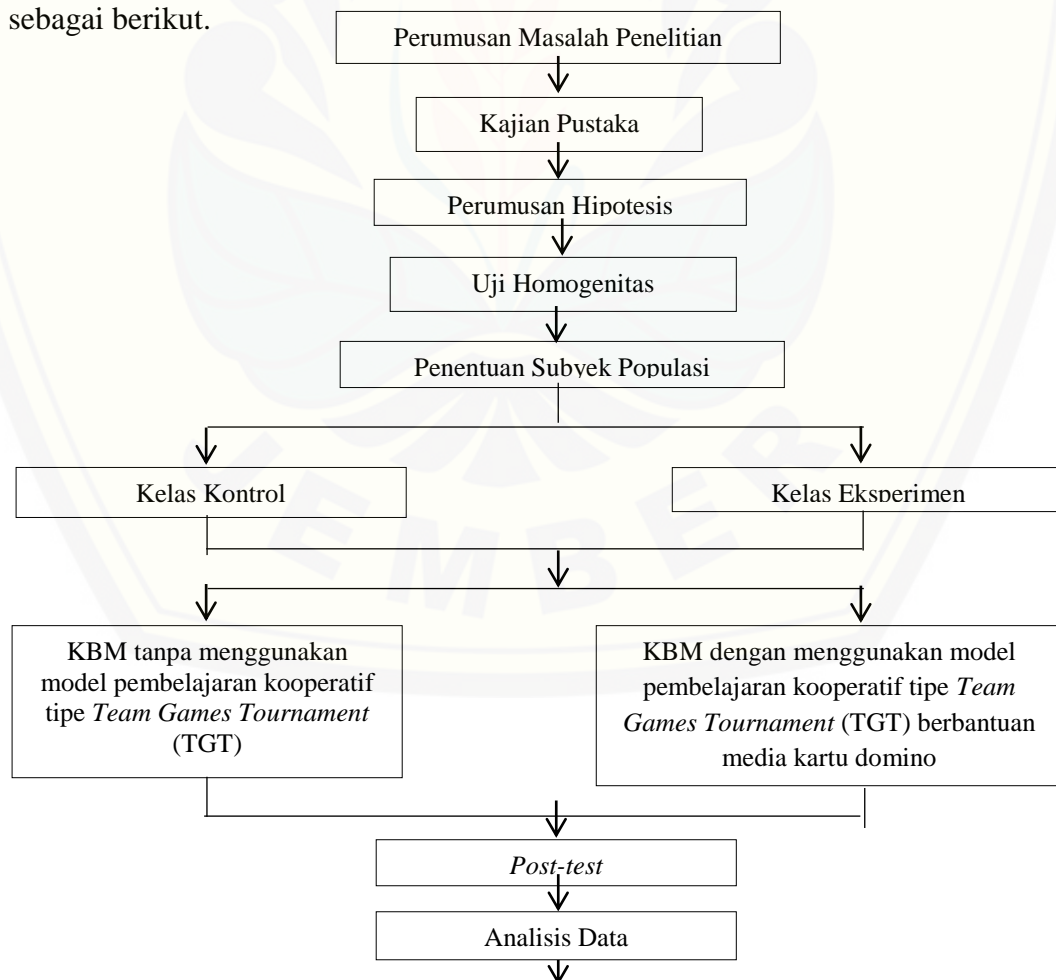 sebagai berikut.
Perumusan Masalah Penelitian
Kajian Pustaka
Perumusan Hipotesis
Uji Homogenitas
Penentuan Subyek Populasi
Kelas Kontrol
Kelas Eksperimen
KBM tanpa menggunakan
model pembelajaran kooperatif
tipe Team Games Tournament
(TGT)
KBM dengan menggunakan model
pembelajaran kooperatif tipe Team
Games Tournament (TGT) berbantuan
media kartu domino
Post-test
Analisis Data
JEMBER